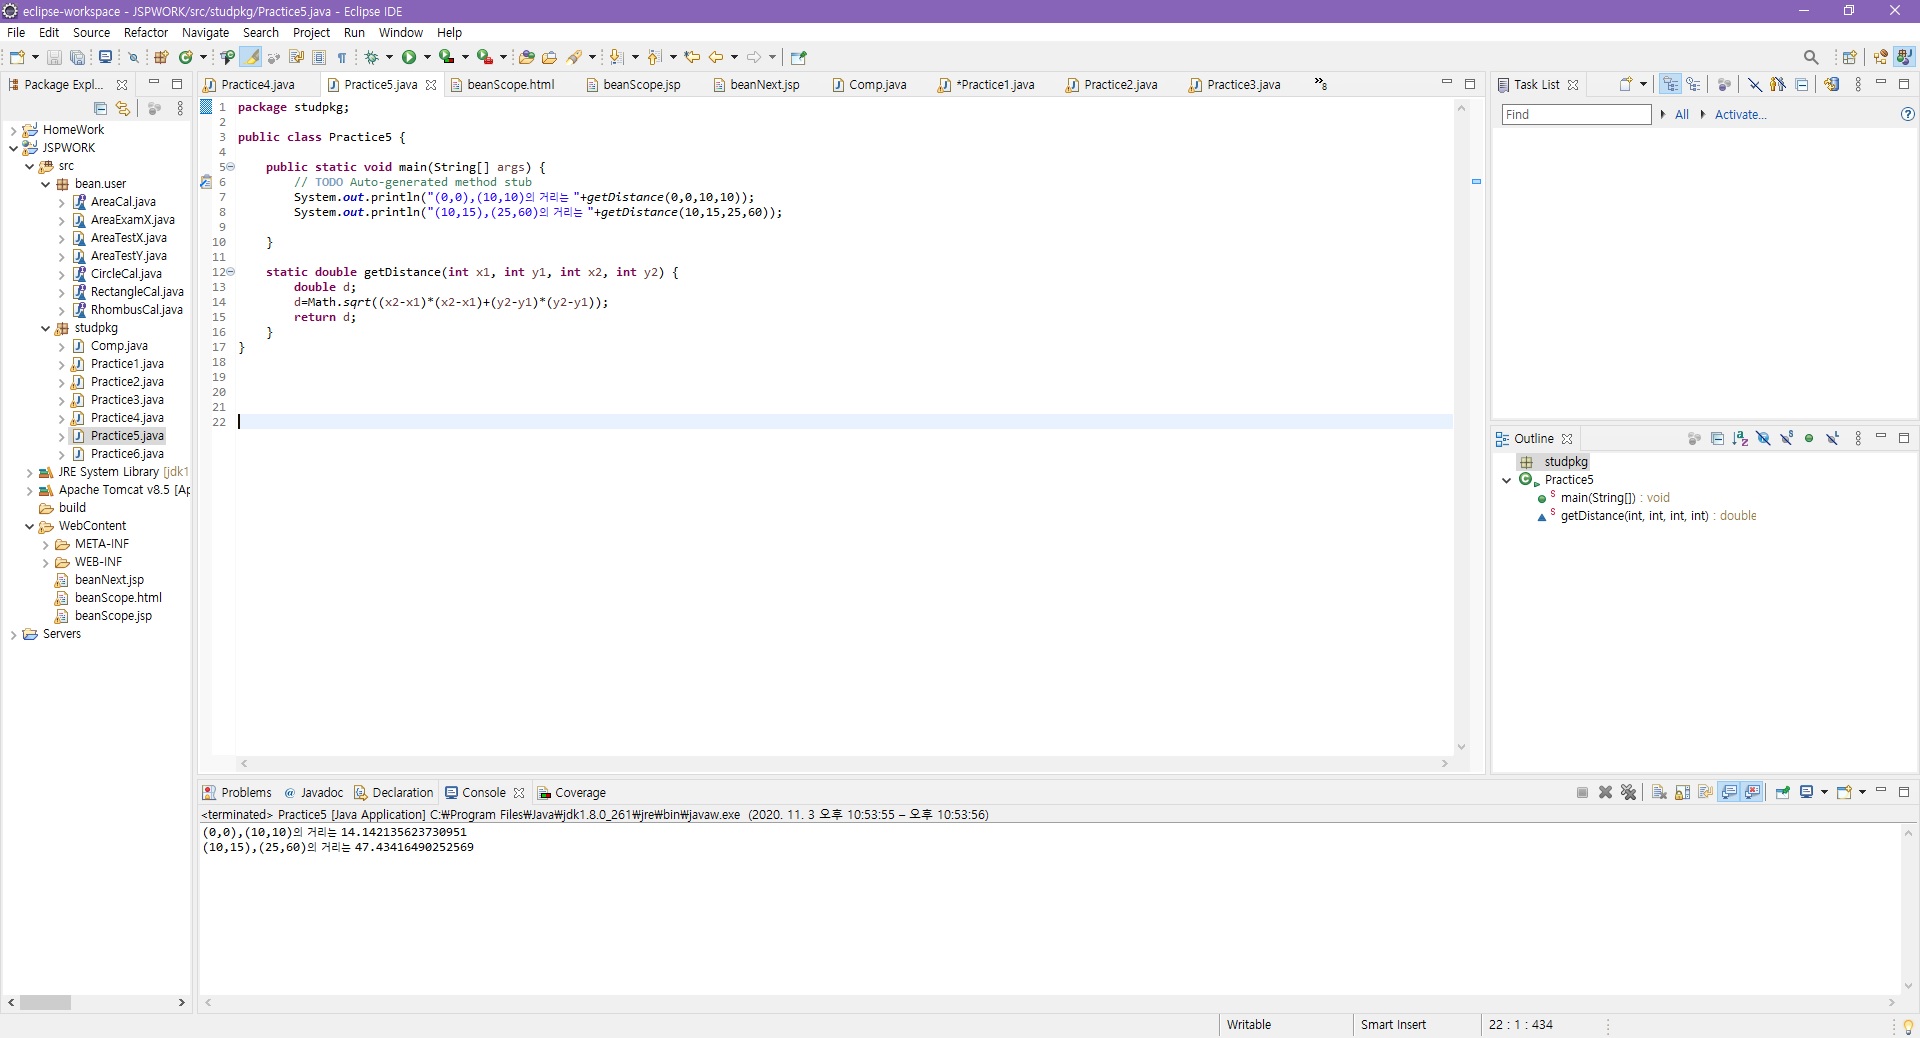 eclipse-workspace - JSPWORK/src/studpkg/Practice5.java - Eclipse IDE
File Edit Source Refactor Navigate Search Project Run Window Help
Package Expl...
HomeWork
JSPWORK
src
bean.user
AreaCal.java
AreaExamX.java
AreaTestX.java
AreaTestY.java
CircleCal.java
RectangleCal.java
RhombusCal.java
studpkg
Comp.java
Practice1.java
Practice2.java
Practice3.java
Practice4.java
Practice5.java
Practice6.java
JRE System Library [jdk1
Apache Tomcat v8.5 [Ap
build
WebContent
META-INF
WEB-INF
beanNext.jsp
beanScope.html
beanScope.jsp
Servers
Practice4.java Practice5.java beanScope.html beanScope.jsp beanNext.jsp Comp.java *Practice1.java Practice2.java Practice3.java »8
1 package studpkg;
2
3 public class Practice5 {
4
5 public static void main(String[] args) {
6 // TODO Auto-generated method stub
7 System.out.println("(0,0),(10,10)의 거리는 "+getDistance(0,0,10,10));
8 System.out.println("(10,15),(25,60)의 거리는 "+getDistance(10,15,25,60));
9
10 }
11
12 static double getDistance(int x1, int y1, int x2, int y2) {
13 double d;
14 d=Math.sqrt((x2-x1)*(x2-x1)+(y2-y1)*(y2-y1));
15 return d;
16 }
17 }
18
19
20
21
22
Task List
Find All Activate...
Outline
studpkg
Practice5
main(String[]) : void
getDistance(int, int, int, int) : double
Problems @ Javadoc Declaration Console Coverage
<terminated> Practice5 [Java Application] C:₩Program Files₩Java₩jdk1.8.0_261₩jre₩bin₩javaw.exe (2020. 11. 3 오후 10:53:55 – 오후 10:53:56)
(0,0),(10,10)의 거리는 14.142135623730951
(10,15),(25,60)의 거리는 47.43416490252569
Writable Smart Insert 22 : 1 : 434